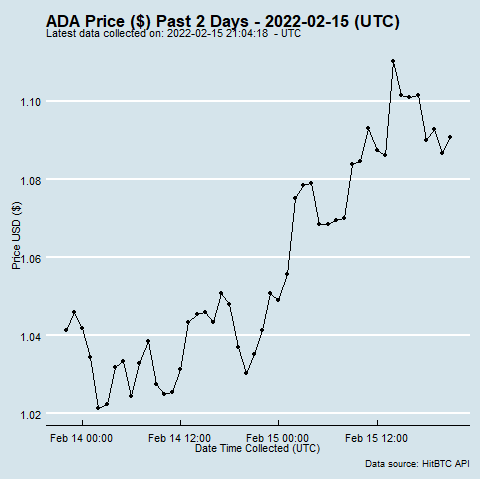 ADA Price ($) Past 2 Days - 2022-02-15 (UTC)
Latest data collected on: 2022-02-15 21:04:18 - UTC
Price USD ($)
1.10
1.08
1.06
1.04
1.02
Feb 14 00:00 Feb 14 12:00 Feb 15 00:00 Feb 15 12:00
Date Time Collected (UTC)
Data source: HitBTC API